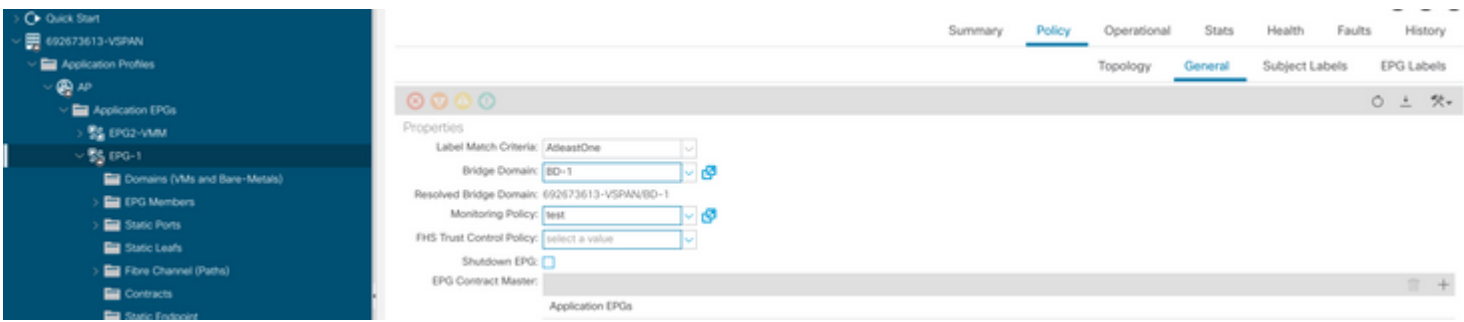 Quick Start
692673613-VSPAN
Application Profiles
AP
Application EPGs
EPG2-VMM
EPG-1
Domains (VMs and Bare-Metals)
EPG Members
Static Ports
Static Leafs
Fibre Channel (Paths)
Contracts
Static Endpoint
Summary Policy Operational Stats Health Faults History
Topology General Subject Labels EPG Labels
Properties
Label Match Criteria: AtleastOne
Bridge Domain: BD-1
Resolved Bridge Domain: 692673613-VSPAN/BD-1
Monitoring Policy: test
FHS Trust Control Policy: select a value
Shutdown EPG:
EPG Contract Master:
Application EPGs